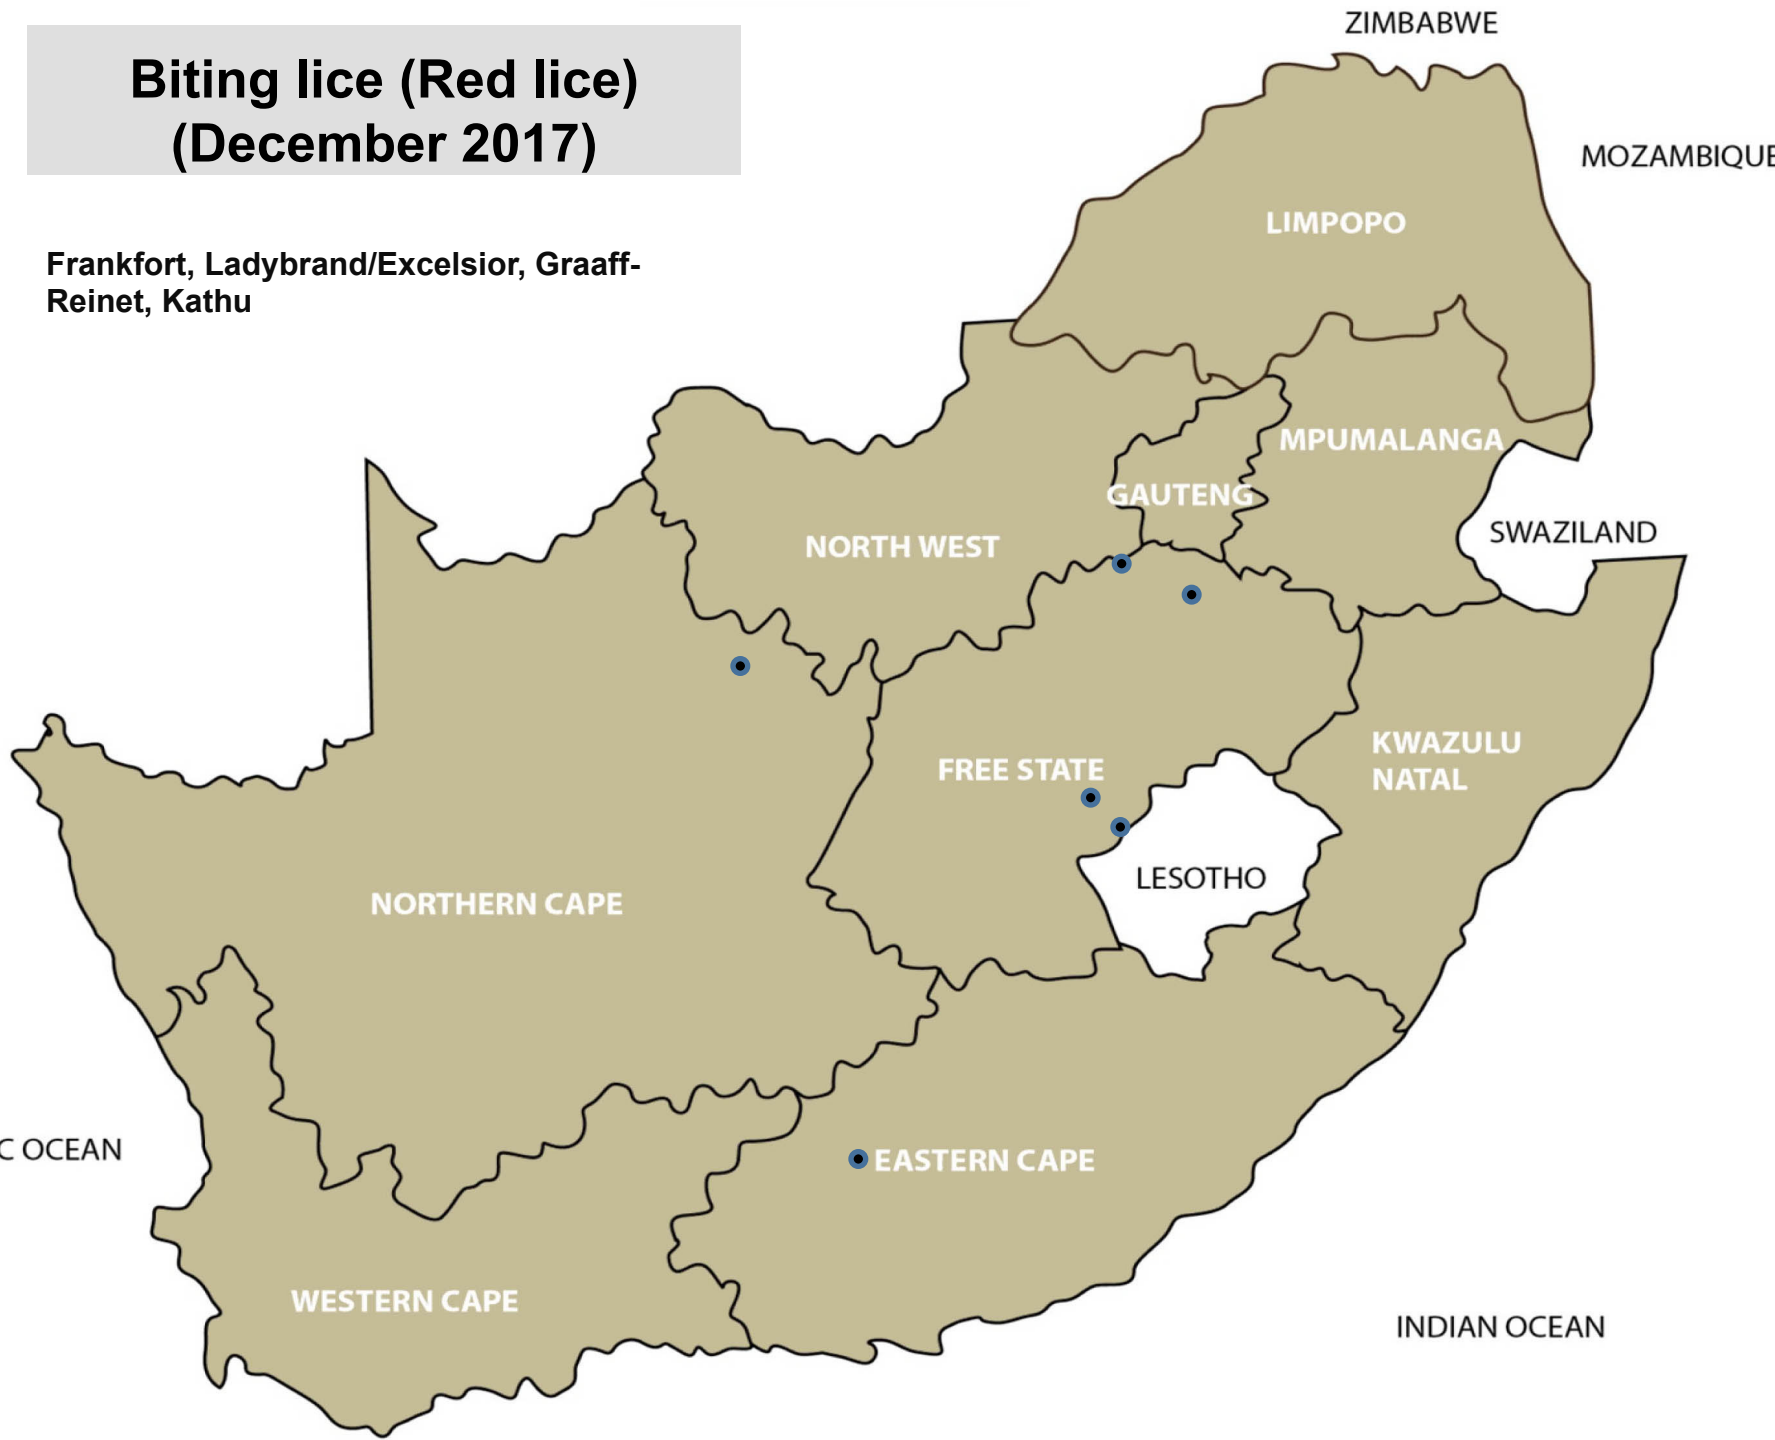 Biting lice (Red lice)
(December 2017)
Frankfort, Ladybrand/Excelsior, Graaff-
Reinet, Kathu
ZIMBABWE
MOZAMBIQUE
LIMPOPO
MPUMALANGA
GAUTENG
SWAZILAND
NORTH WEST
KWAZULU
NATAL
FREE STATE
LESOTHO
NORTHERN CAPE
C OCEAN
EASTERN CAPE
WESTERN CAPE
INDIAN OCEAN